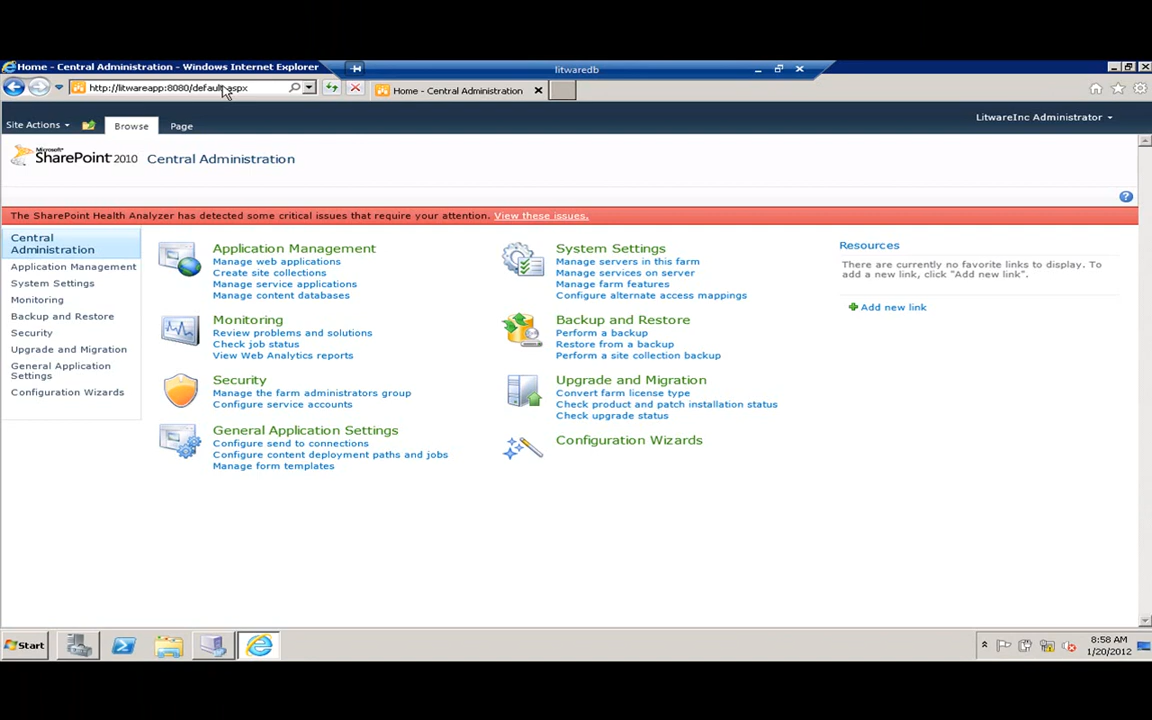 Home - Central Administration - Windows Internet Explorer
litwaredb
http://litwareapp:8080/default.aspx
Home - Central Administration
Site Actions
Browse
Page
LitwareInc Administrator
Microsoft
SharePoint 2010
Central Administration
The SharePoint Health Analyzer has detected some critical issues that require your attention. View these issues.
Central
Administration
Application Management
System Settings
Monitoring
Backup and Restore
Security
Upgrade and Migration
General Application
Settings
Configuration Wizards
Application Management
Manage web applications
Create site collections
Manage service applications
Manage content databases
Monitoring
Review problems and solutions
Check job status
View Web Analytics reports
Security
Manage the farm administrators group
Configure service accounts
General Application Settings
Configure send to connections
Configure content deployment paths and jobs
Manage form templates
System Settings
Manage servers in this farm
Manage services on server
Manage farm features
Configure alternate access mappings
Backup and Restore
Perform a backup
Restore from a backup
Perform a site collection backup
Upgrade and Migration
Convert farm license type
Check product and patch installation status
Check upgrade status
Configuration Wizards
Resources
There are currently no favorite links to display. To
add a new link, click "Add new link".
Add new link
Start
8:58 AM
1/20/2012